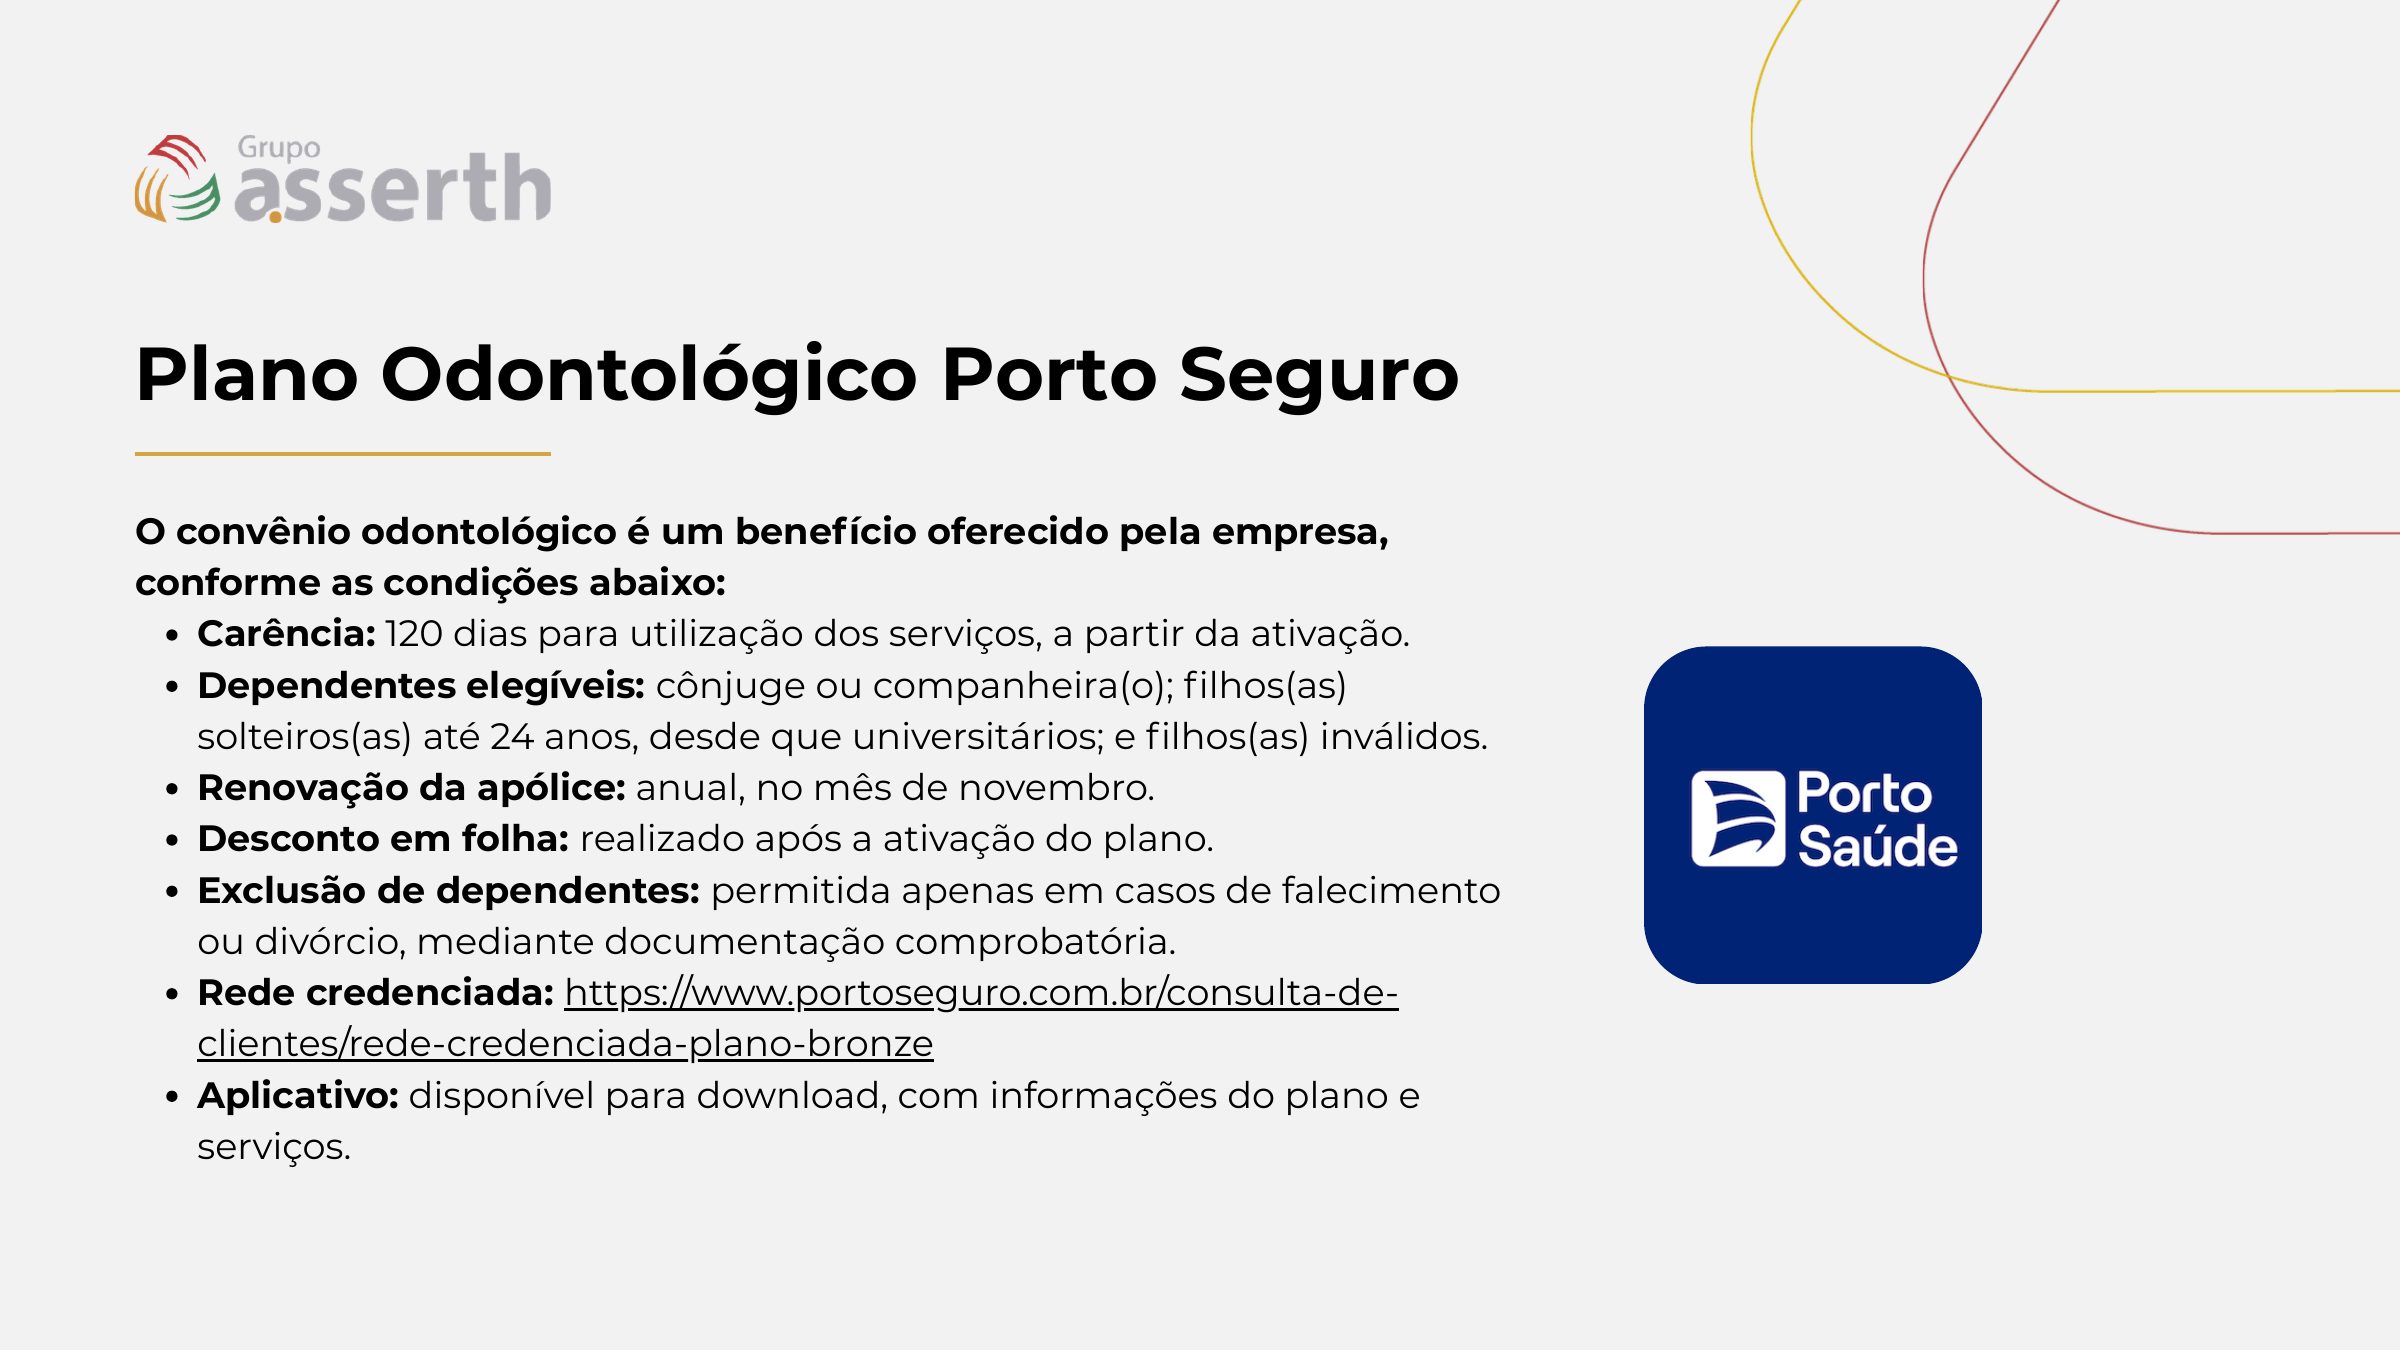 Grupo
asserth
Plano Odontológico Porto Seguro
O convênio odontológico é um benefício oferecido pela empresa,
conforme as condições abaixo:
• Carência: 120 dias para utilização dos serviços, a partir da ativação.
• Dependentes elegíveis: cônjuge ou companheira(o); filhos(as)
solteiros(as) até 24 anos, desde que universitários; e filhos(as) inválidos.
• Renovação da apólice: anual, no mês de novembro.
• Desconto em folha: realizado após a ativação do plano.
• Exclusão de dependentes: permitida apenas em casos de falecimento
ou divórcio, mediante documentação comprobatória.
• Rede credenciada: https://www.portoseguro.com.br/consulta-de-
clientes/rede-credenciada-plano-bronze
• Aplicativo: disponível para download, com informações do plano e
serviços.
Porto
Saúde